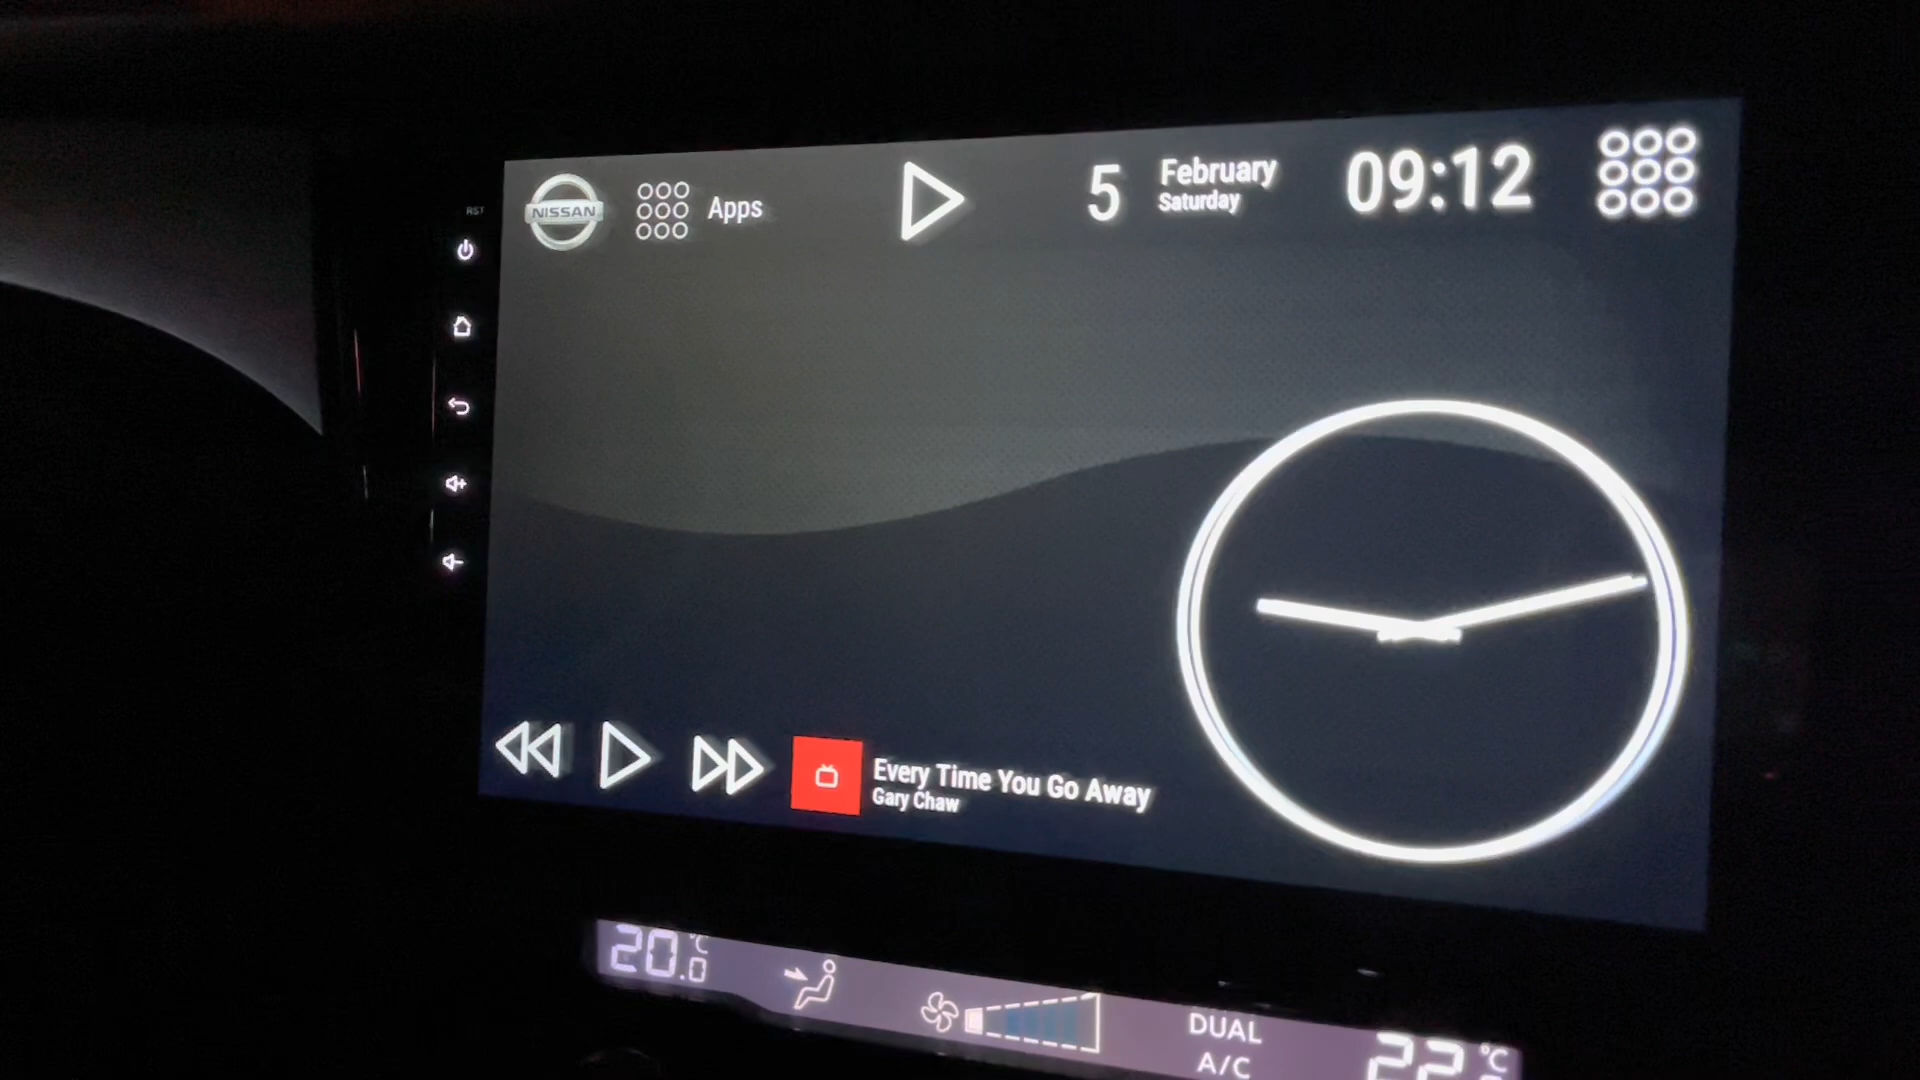 RST
NISSAN
Apps
5
February
Saturday
09:12
Every Time You Go Away
Gary Chaw
20.0 °C
DUAL
A/C
22. °C